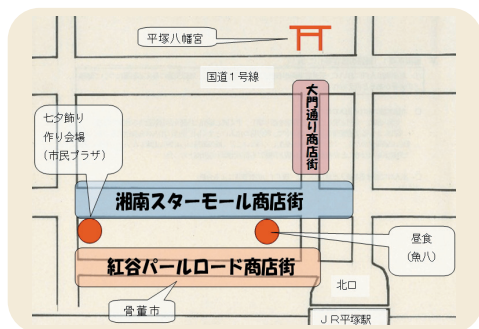 平塚八幡宮
国道1号線
大門通り商店街
七夕飾り
作り会場
(市民プラザ)
湘南スターモール商店街
昼食
(魚八)
紅谷パールロード商店街
北口
骨董市
JR平塚駅